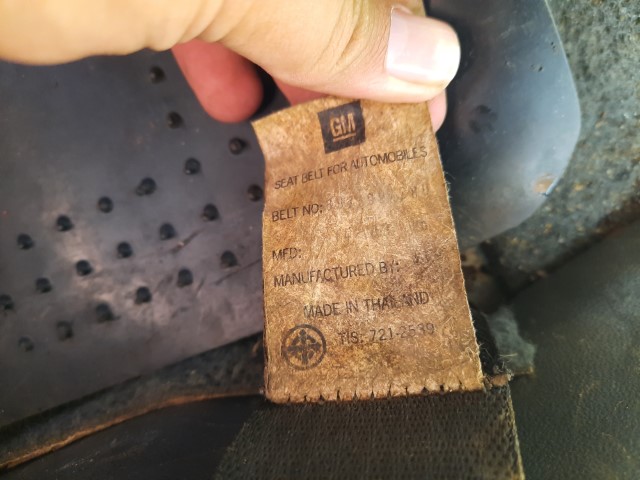 GM
SEAT BELT FOR AUTOMOBILES
BELT NO:
MFD:
MANUFACTURED BY:
MADE IN THAILAND
TIS: 721-2539